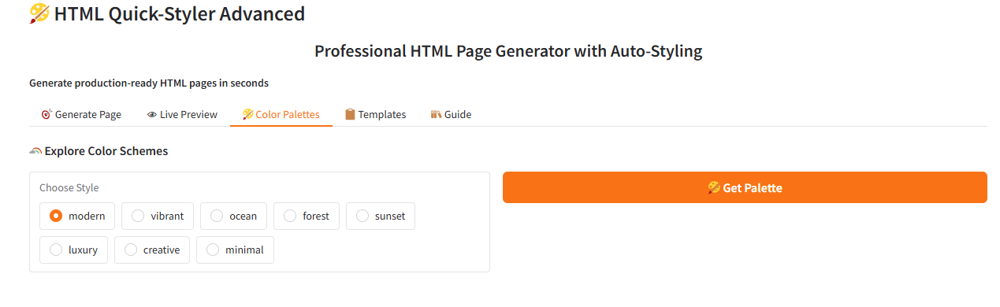 🎨 HTML Quick-Styler Advanced
Professional HTML Page Generator with Auto-Styling
Generate production-ready HTML pages in seconds
🎯 Generate Page 👁 Live Preview 🎨 Color Palettes 📋 Templates 📚 Guide
🌈 Explore Color Schemes
Choose Style
🎨 Get Palette
modern vibrant ocean forest sunset
luxury creative minimal